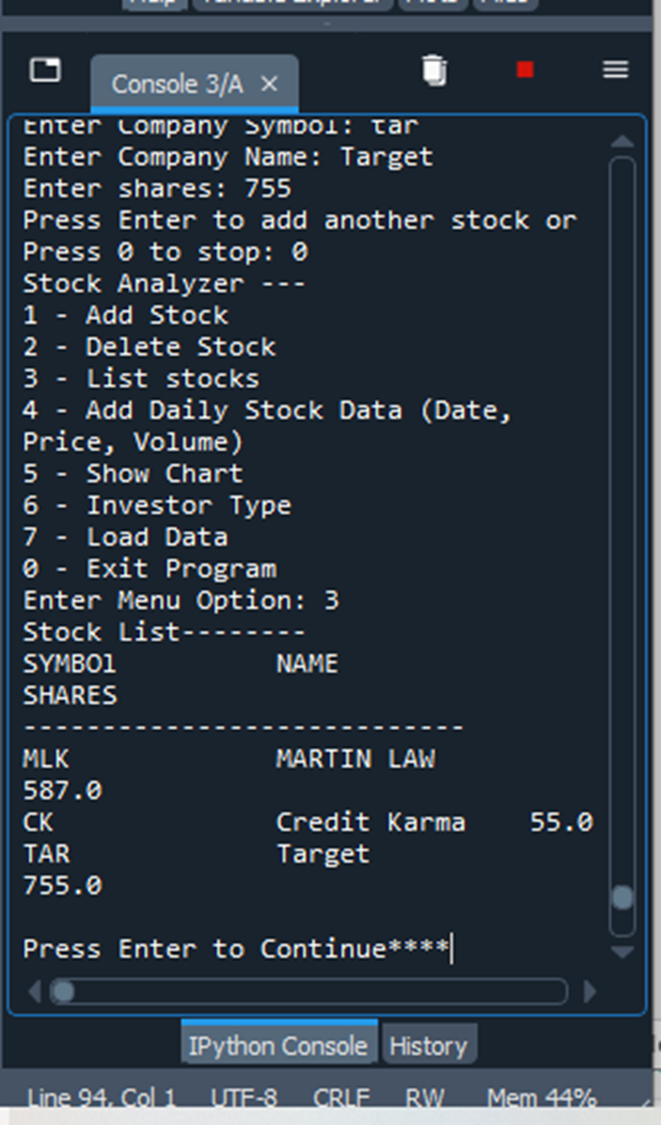 Help Variable Explorer Plots Files
Console 3/A ×
Enter Company Symbol: tar
Enter Company Name: Target
Enter shares: 755
Press Enter to add another stock or
Press 0 to stop: 0
Stock Analyzer ---
1 - Add Stock
2 - Delete Stock
3 - List stocks
4 - Add Daily Stock Data (Date,
Price, Volume)
5 - Show Chart
6 - Investor Type
7 - Load Data
0 - Exit Program
Enter Menu Option: 3
Stock List--------
SYMBOl NAME
SHARES
----------------------------
MLK MARTIN LAW
587.0
CK Credit Karma 55.0
TAR Target
755.0
Press Enter to Continue****
IPython Console History
Line 94, Col 1 UTF-8 CRLF RW Mem 44%